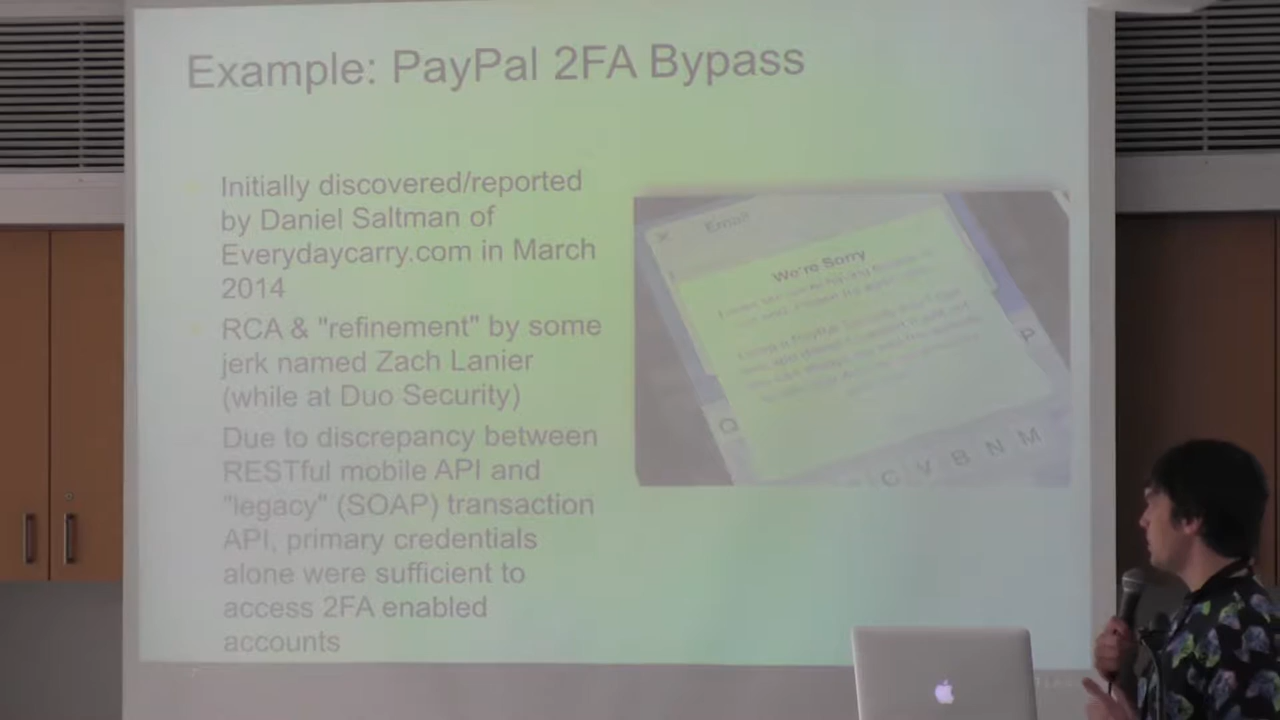 Example: PayPal 2FA Bypass
Initially discovered/reported
by Daniel Saltman of
Everydaycarry.com in March
2014
RCA & "refinement" by some
jerk named Zach Lanier
(while at Duo Security)
Due to discrepancy between
RESTful mobile API and
"legacy" (SOAP) transaction
API, primary credentials
alone were sufficient to
access 2FA enabled
accounts
Email
We're Sorry
P
Q
C V B N M